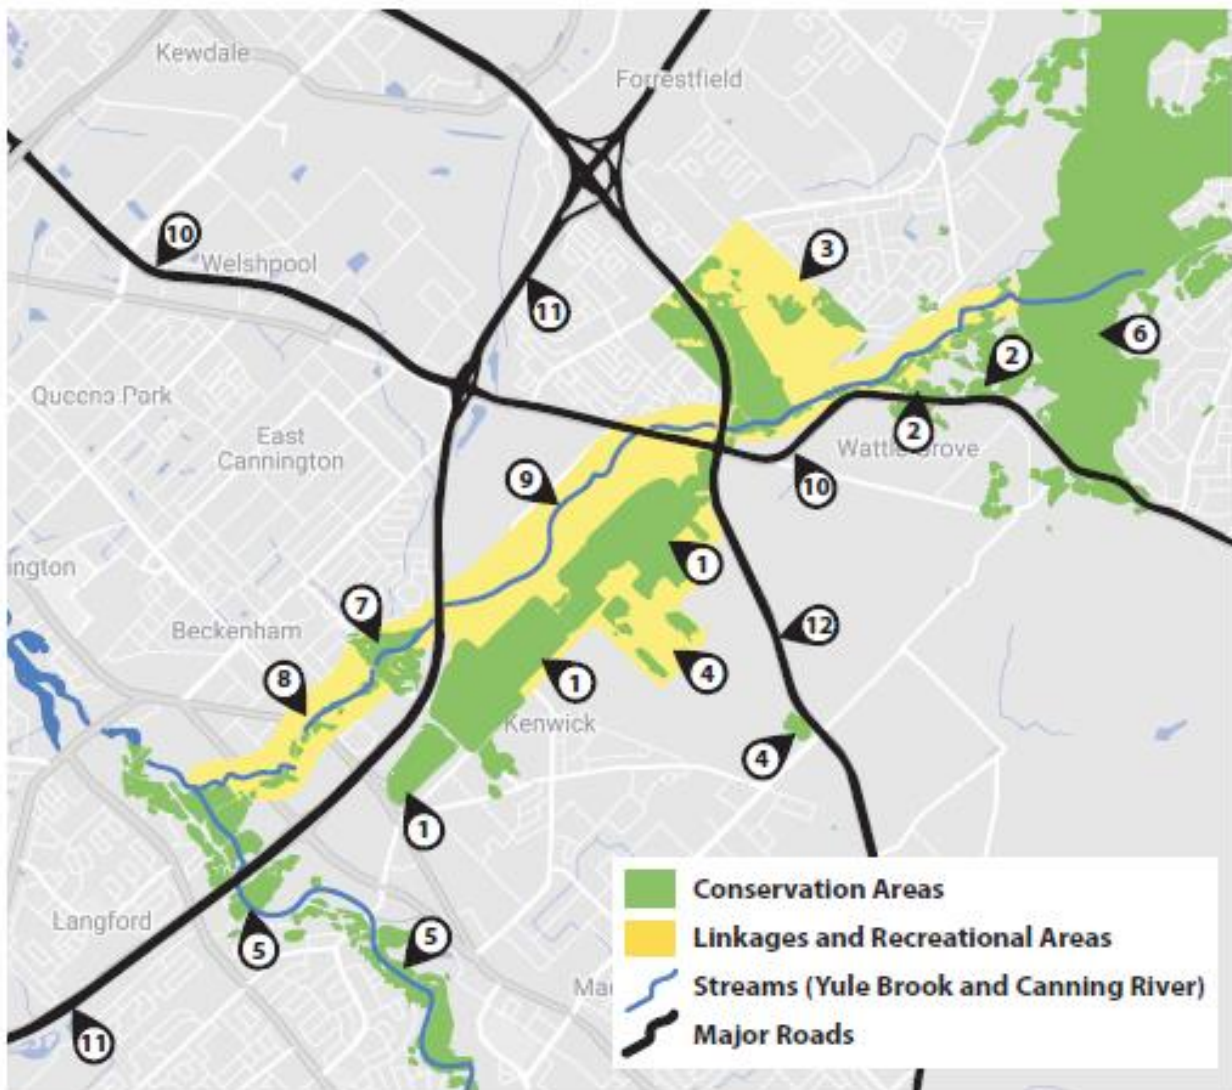 Kewdale
Forrestfield
10
Welshpool
3
11
6
2
Queens Park
East
Cannington
2
Wattle Grove
10
9
ington
1
7
Beckenham
12
8
1
4
Kenwick
4
1
Langford
5
5
11
Conservation Areas
Linkages and Recreational Areas
Streams (Yule Brook and Canning River)
Major Roads